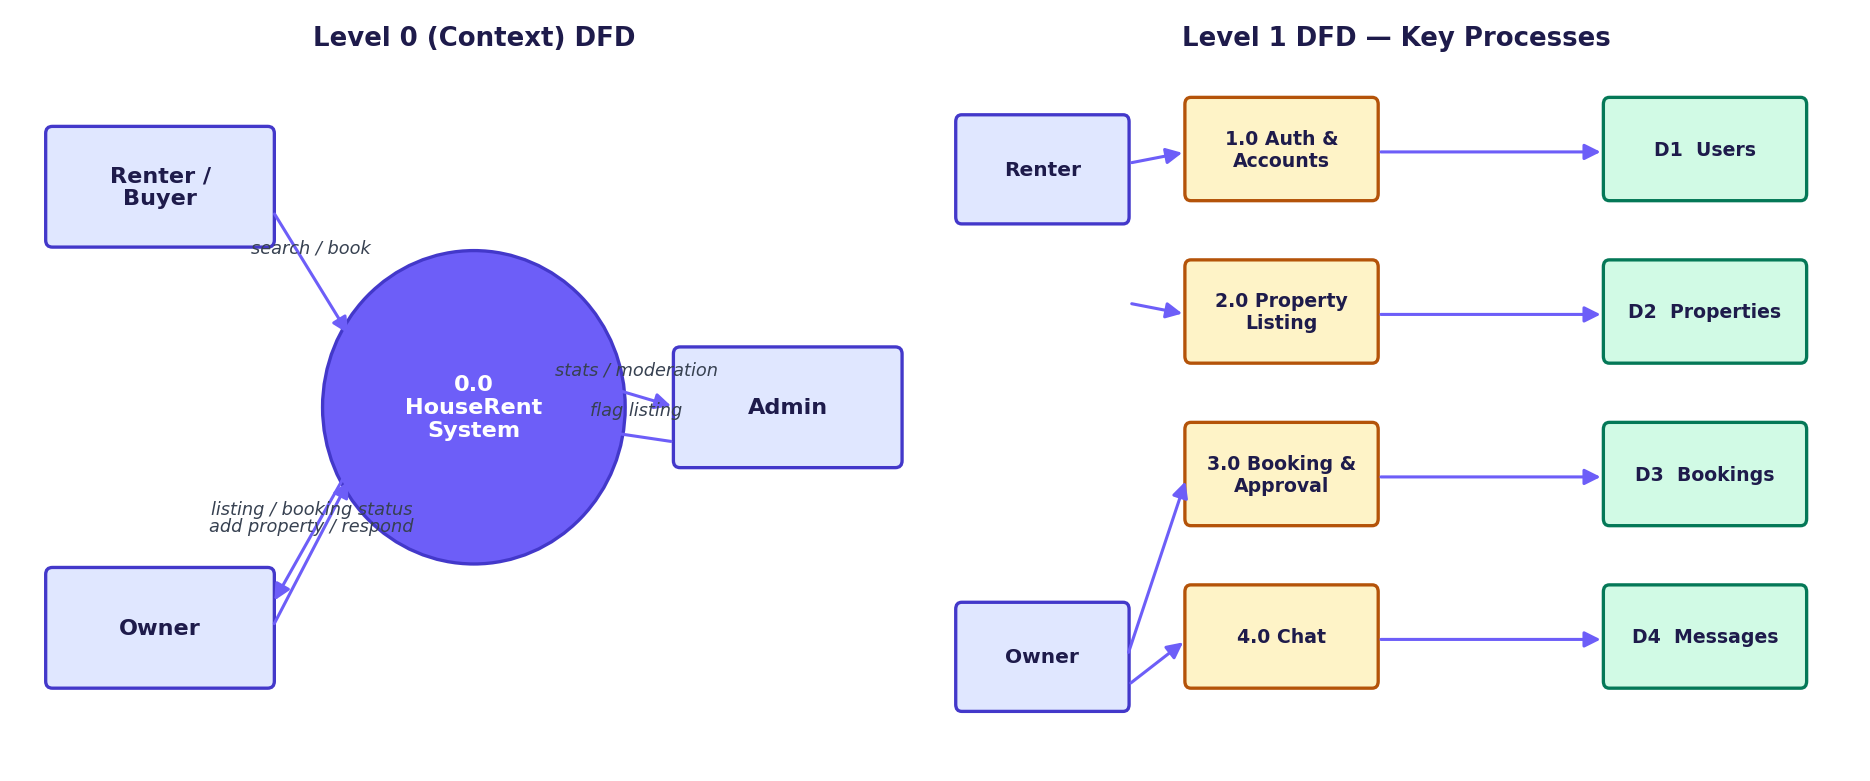 Level 0 (Context) DFD
Renter /
Buyer
search / book
0.0
HouseRent
System
stats / moderation
flag listing
Admin
listing / booking status
add property / respond
Owner
Level 1 DFD — Key Processes
Renter
1.0 Auth &
Accounts
D1  Users
2.0 Property
Listing
D2  Properties
3.0 Booking &
Approval
D3  Bookings
Owner
4.0 Chat
D4  Messages